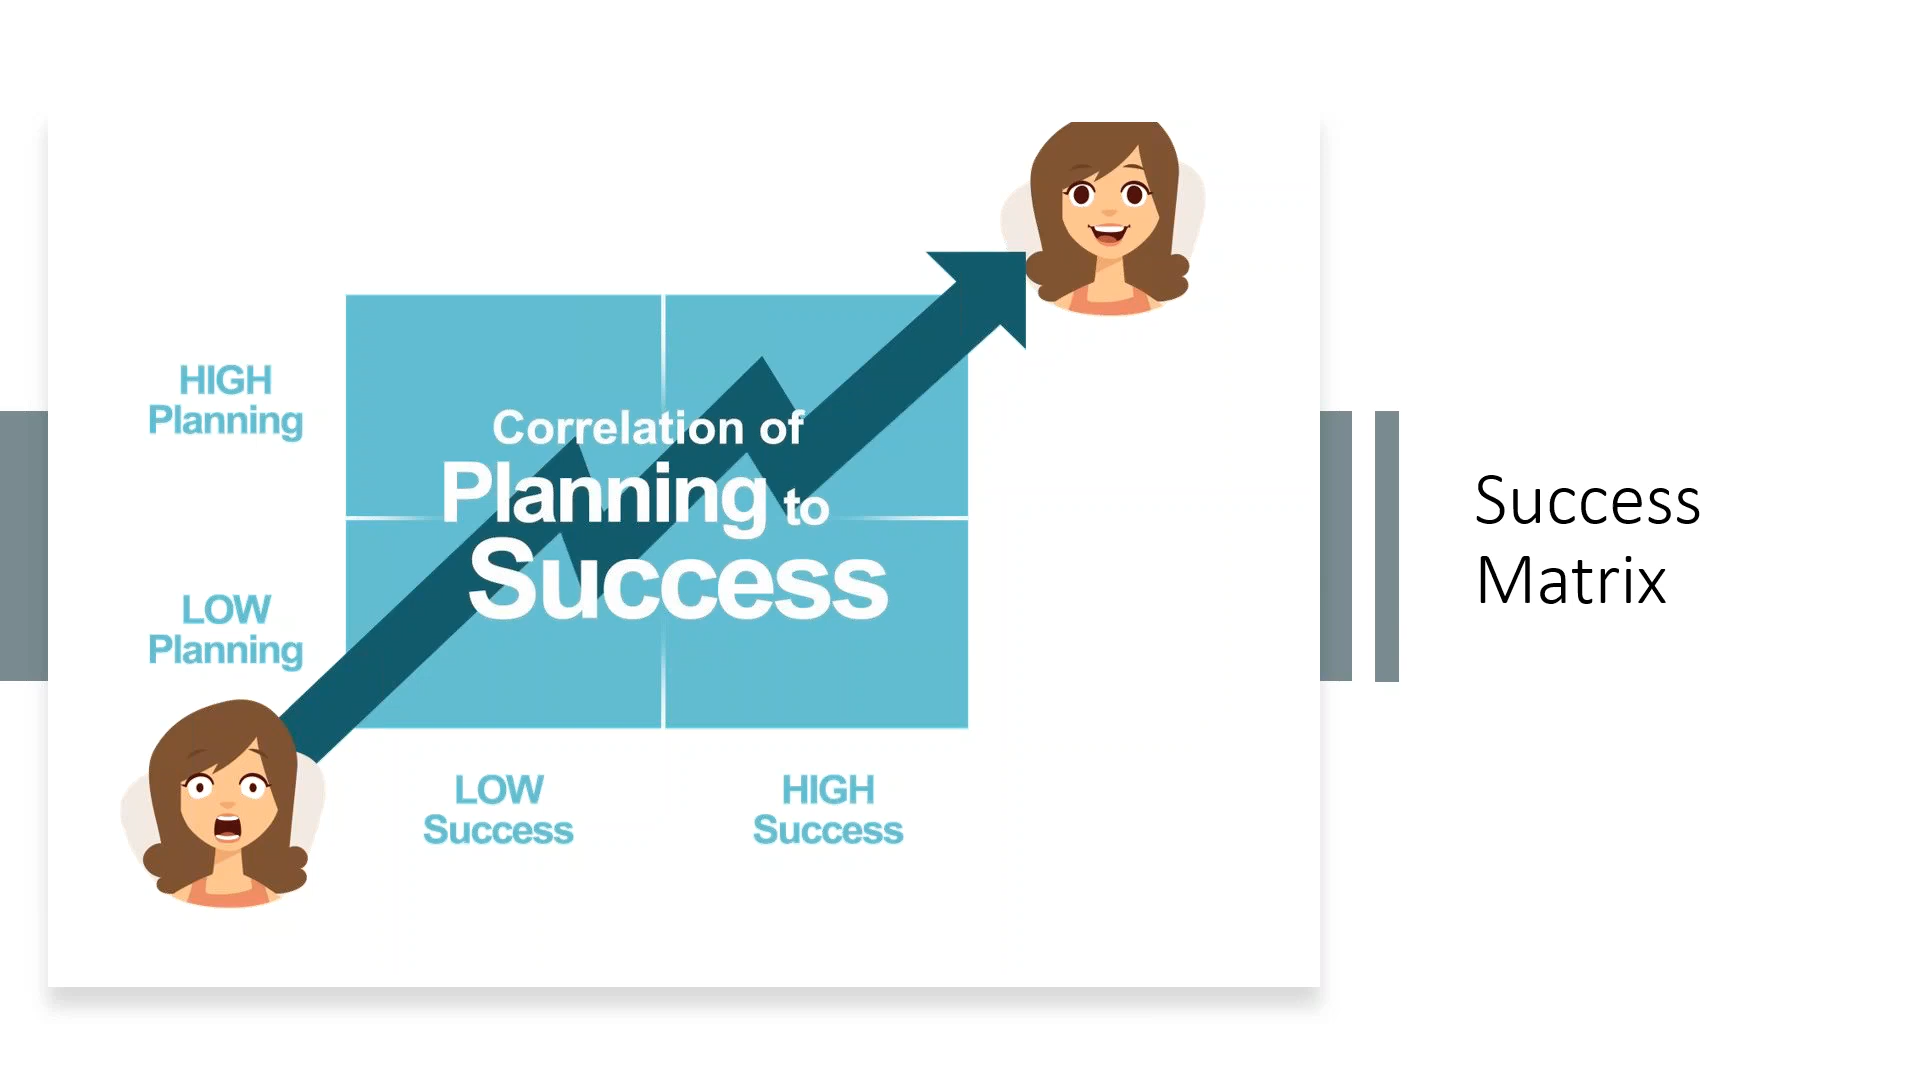 HIGH
Planning
LOW
Planning
Correlation of
Planning to
Success
LOW
Success
HIGH
Success
Success
Matrix